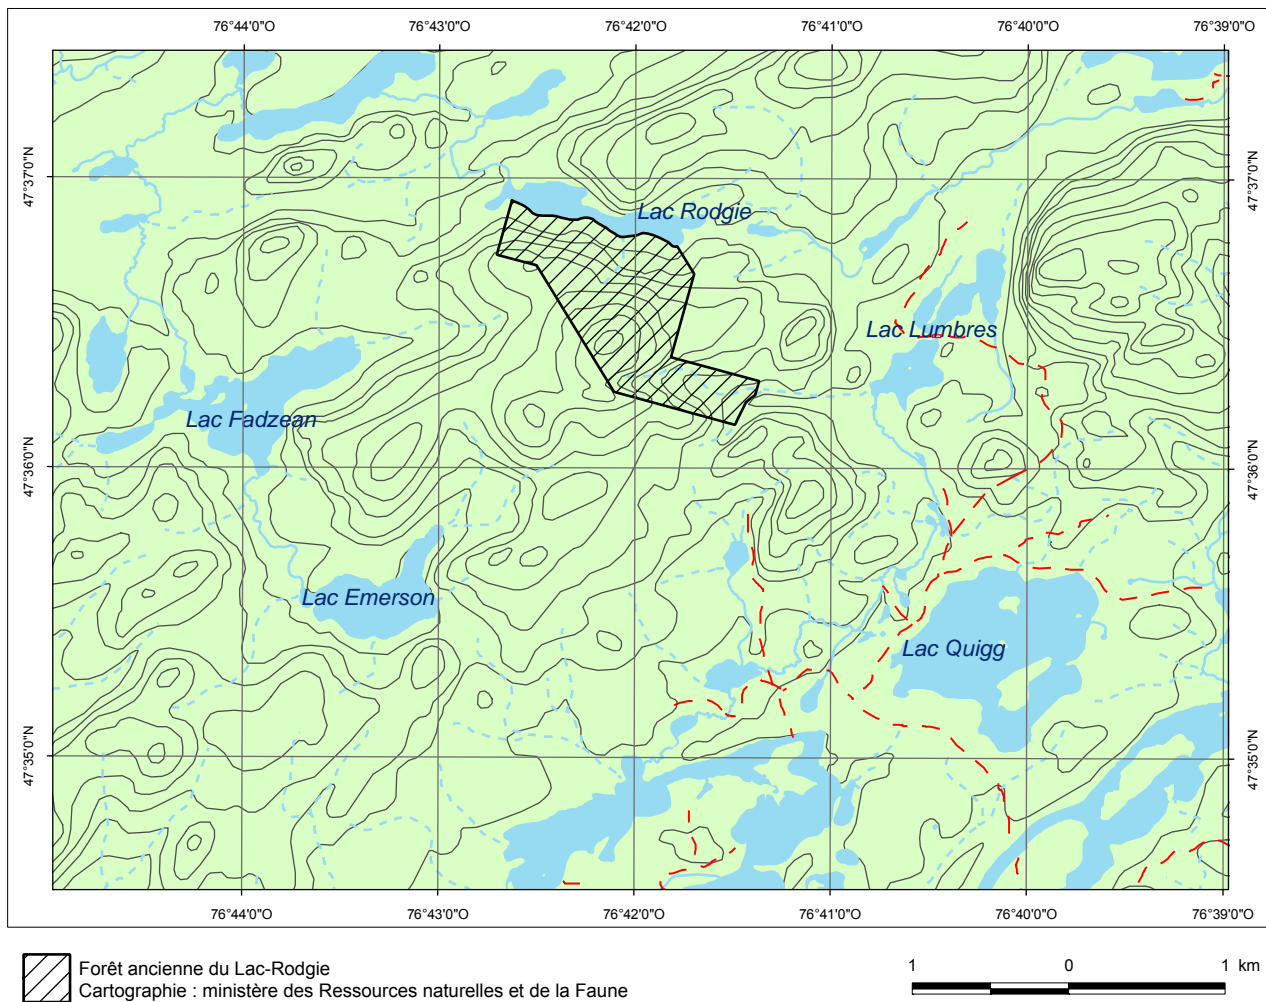 76°44'0"O 76°43'0"O 76°42'0"O 76°41'0"O 76°40'0"O 76°39'0"O
47°37'0"N 47°37'0"N
Lac Rodgie
Lac Lumbres
Lac Fadzean
47°36'0"N 47°36'0"N
Lac Emerson
Lac Quigg
47°35'0"N 47°35'0"N
76°44'0"O 76°43'0"O 76°42'0"O 76°41'0"O 76°40'0"O 76°39'0"O
Forêt ancienne du Lac-Rodgie
Cartographie : ministère des Ressources naturelles et de la Faune
1 0 1 km